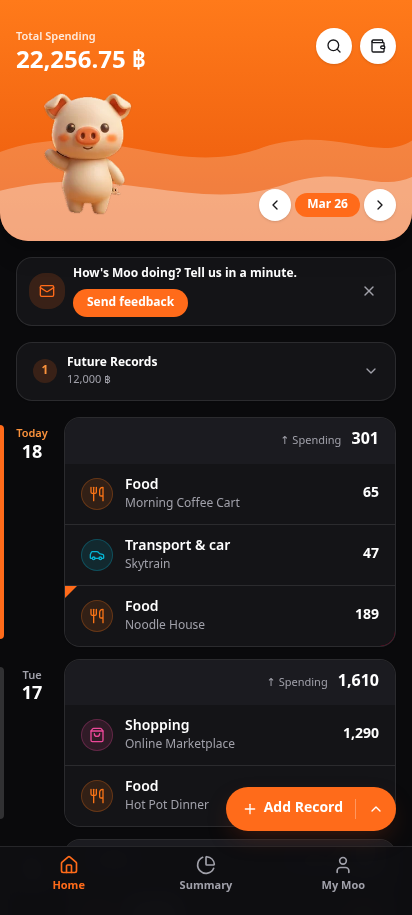 Total Spending
22,256.75 ฿
Mar 26
How's Moo doing? Tell us in a minute.
Send feedback
1
Future Records
12,000 ฿
Today
18
↑ Spending 301
Food
Morning Coffee Cart
65
Transport & car
Skytrain
47
Food
Noodle House
189
Tue
17
↑ Spending 1,610
Shopping
Online Marketplace
1,290
Food
Hot Pot Dinner
+ Add Record
Home
Summary
My Moo